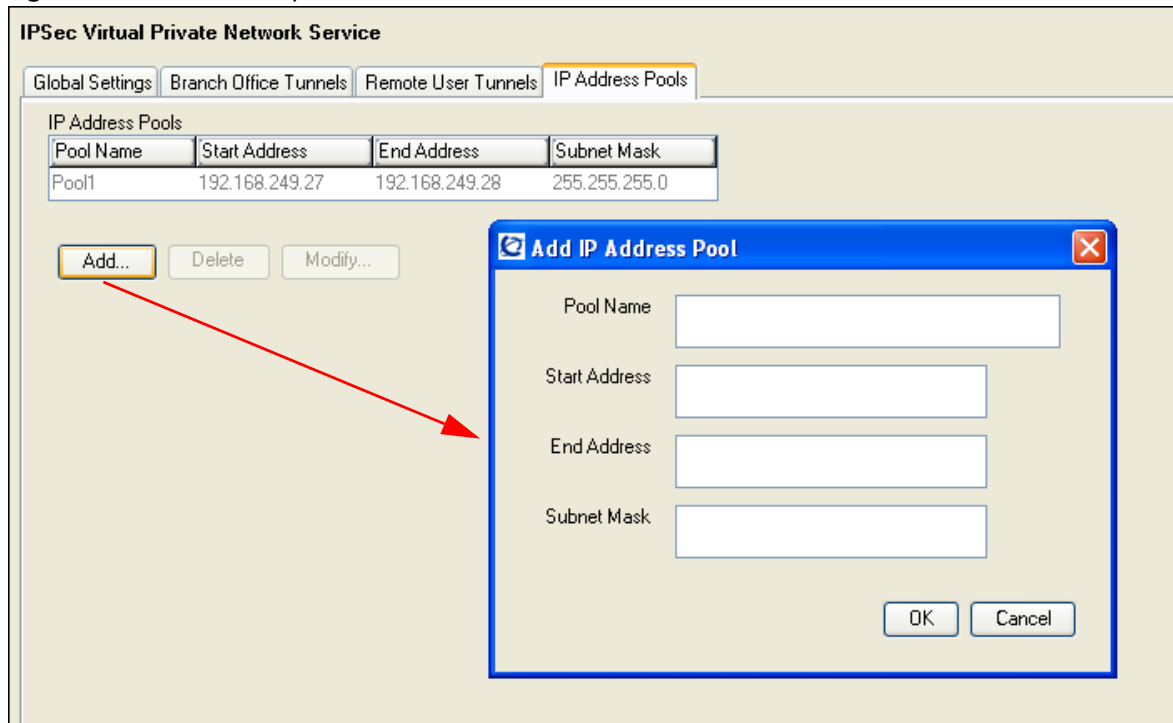 IPSec Virtual Private Network Service
Global Settings Branch Office Tunnels Remote User Tunnels IP Address Pools
IP Address Pools
Pool Name Start Address End Address Subnet Mask
Pool1 192.168.249.27 192.168.249.28 255.255.255.0
Add... Delete Modify...
Add IP Address Pool
Pool Name
Start Address
End Address
Subnet Mask
OK Cancel